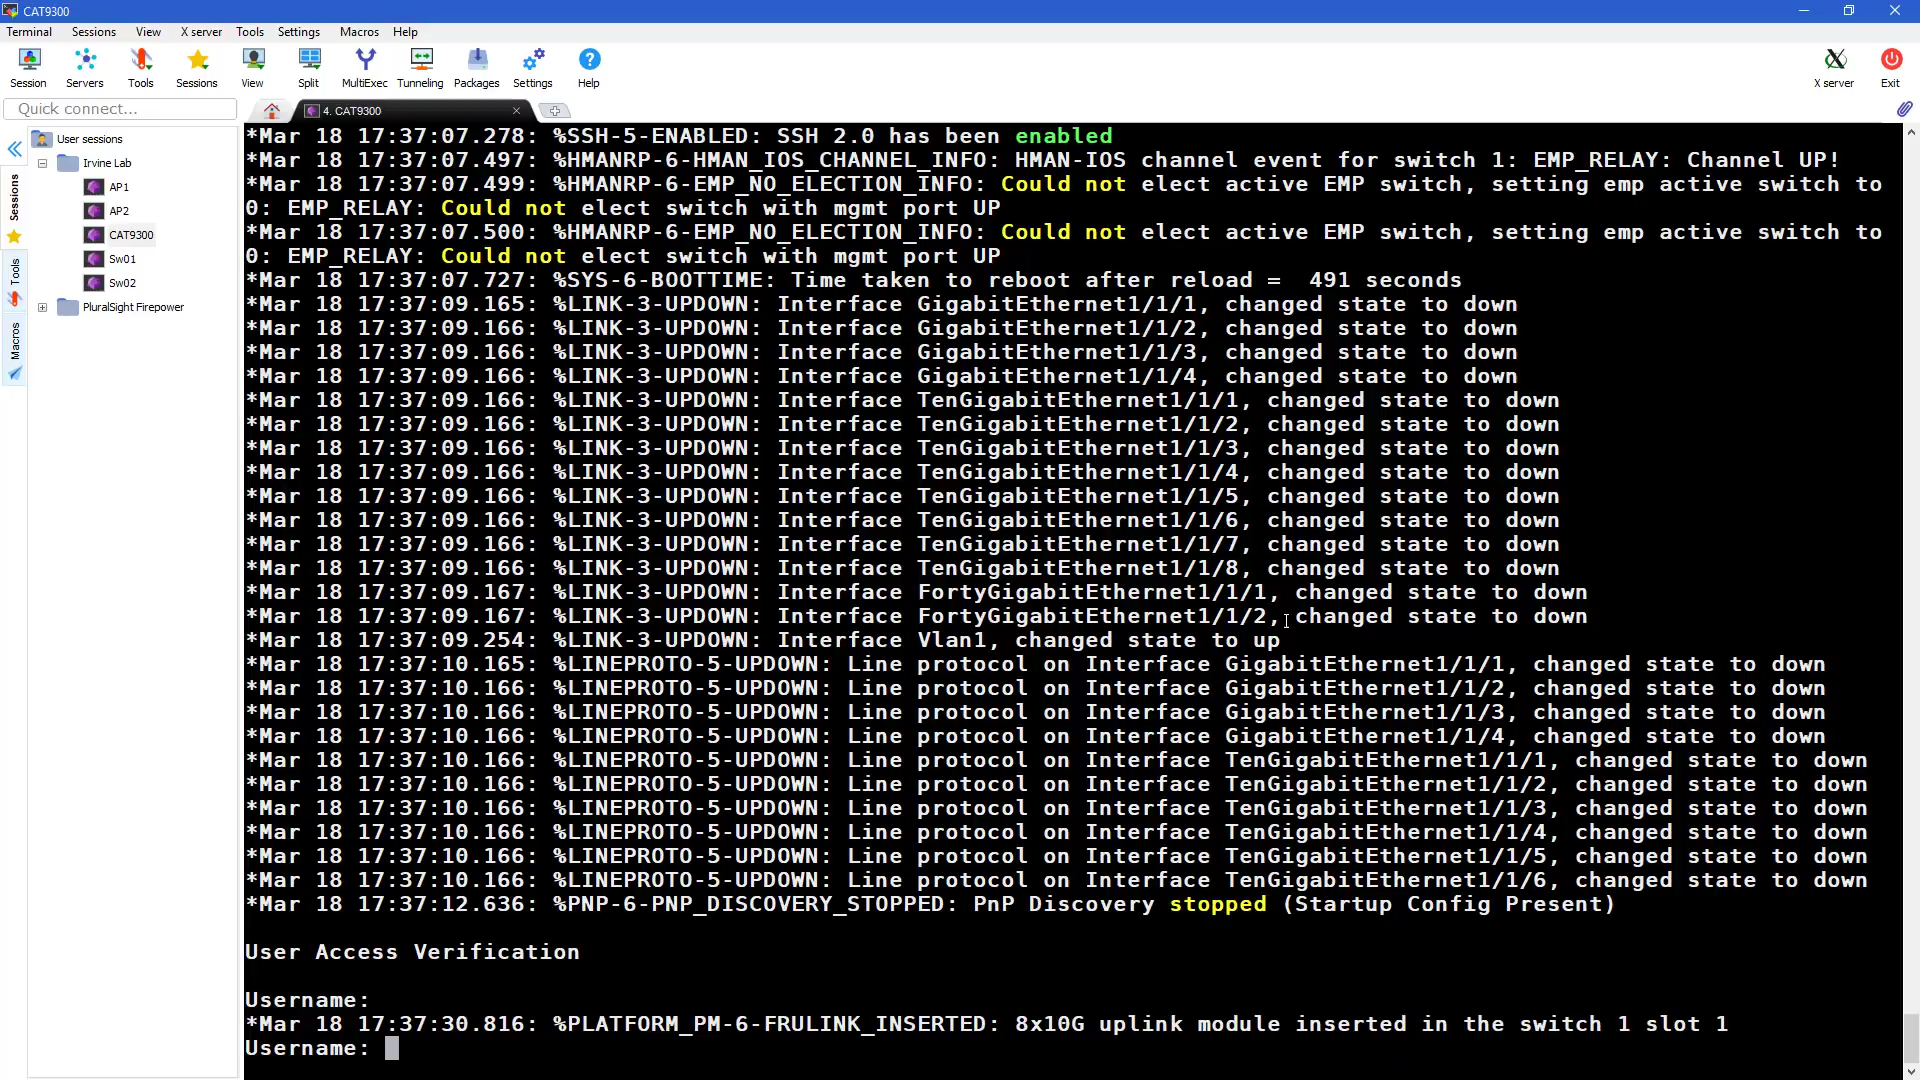 CAT9300
Terminal Sessions View X server Tools Settings Macros Help
Session Servers Tools Sessions View Split MultiExec Tunneling Packages Settings Help X server Exit
Quick connect...
4. CAT9300
User sessions
Irvine Lab
AP1
AP2
CAT9300
Sw01
Sw02
PluralSight Firepower
Sessions
Tools
Macros
*Mar 18 17:37:07.278: %SSH-5-ENABLED: SSH 2.0 has been enabled
*Mar 18 17:37:07.497: %HMANRP-6-HMAN_IOS_CHANNEL_INFO: HMAN-IOS channel event for switch 1: EMP_RELAY: Channel UP!
*Mar 18 17:37:07.499: %HMANRP-6-EMP_NO_ELECTION_INFO: Could not elect active EMP switch, setting emp active switch to
0: EMP_RELAY: Could not elect switch with mgmt port UP
*Mar 18 17:37:07.500: %HMANRP-6-EMP_NO_ELECTION_INFO: Could not elect active EMP switch, setting emp active switch to
0: EMP_RELAY: Could not elect switch with mgmt port UP
*Mar 18 17:37:07.727: %SYS-6-BOOTTIME: Time taken to reboot after reload =  491 seconds
*Mar 18 17:37:09.165: %LINK-3-UPDOWN: Interface GigabitEthernet1/1/1, changed state to down
*Mar 18 17:37:09.166: %LINK-3-UPDOWN: Interface GigabitEthernet1/1/2, changed state to down
*Mar 18 17:37:09.166: %LINK-3-UPDOWN: Interface GigabitEthernet1/1/3, changed state to down
*Mar 18 17:37:09.166: %LINK-3-UPDOWN: Interface GigabitEthernet1/1/4, changed state to down
*Mar 18 17:37:09.166: %LINK-3-UPDOWN: Interface TenGigabitEthernet1/1/1, changed state to down
*Mar 18 17:37:09.166: %LINK-3-UPDOWN: Interface TenGigabitEthernet1/1/2, changed state to down
*Mar 18 17:37:09.166: %LINK-3-UPDOWN: Interface TenGigabitEthernet1/1/3, changed state to down
*Mar 18 17:37:09.166: %LINK-3-UPDOWN: Interface TenGigabitEthernet1/1/4, changed state to down
*Mar 18 17:37:09.166: %LINK-3-UPDOWN: Interface TenGigabitEthernet1/1/5, changed state to down
*Mar 18 17:37:09.166: %LINK-3-UPDOWN: Interface TenGigabitEthernet1/1/6, changed state to down
*Mar 18 17:37:09.166: %LINK-3-UPDOWN: Interface TenGigabitEthernet1/1/7, changed state to down
*Mar 18 17:37:09.166: %LINK-3-UPDOWN: Interface TenGigabitEthernet1/1/8, changed state to down
*Mar 18 17:37:09.167: %LINK-3-UPDOWN: Interface FortyGigabitEthernet1/1/1, changed state to down
*Mar 18 17:37:09.167: %LINK-3-UPDOWN: Interface FortyGigabitEthernet1/1/2, changed state to down
*Mar 18 17:37:09.254: %LINK-3-UPDOWN: Interface Vlan1, changed state to up
*Mar 18 17:37:10.165: %LINEPROTO-5-UPDOWN: Line protocol on Interface GigabitEthernet1/1/1, changed state to down
*Mar 18 17:37:10.166: %LINEPROTO-5-UPDOWN: Line protocol on Interface GigabitEthernet1/1/2, changed state to down
*Mar 18 17:37:10.166: %LINEPROTO-5-UPDOWN: Line protocol on Interface GigabitEthernet1/1/3, changed state to down
*Mar 18 17:37:10.166: %LINEPROTO-5-UPDOWN: Line protocol on Interface GigabitEthernet1/1/4, changed state to down
*Mar 18 17:37:10.166: %LINEPROTO-5-UPDOWN: Line protocol on Interface TenGigabitEthernet1/1/1, changed state to down
*Mar 18 17:37:10.166: %LINEPROTO-5-UPDOWN: Line protocol on Interface TenGigabitEthernet1/1/2, changed state to down
*Mar 18 17:37:10.166: %LINEPROTO-5-UPDOWN: Line protocol on Interface TenGigabitEthernet1/1/3, changed state to down
*Mar 18 17:37:10.166: %LINEPROTO-5-UPDOWN: Line protocol on Interface TenGigabitEthernet1/1/4, changed state to down
*Mar 18 17:37:10.166: %LINEPROTO-5-UPDOWN: Line protocol on Interface TenGigabitEthernet1/1/5, changed state to down
*Mar 18 17:37:10.166: %LINEPROTO-5-UPDOWN: Line protocol on Interface TenGigabitEthernet1/1/6, changed state to down
*Mar 18 17:37:12.636: %PNP-6-PNP_DISCOVERY_STOPPED: PnP Discovery stopped (Startup Config Present)
User Access Verification
Username:
*Mar 18 17:37:30.816: %PLATFORM_PM-6-FRULINK_INSERTED: 8x10G uplink module inserted in the switch 1 slot 1
Username: